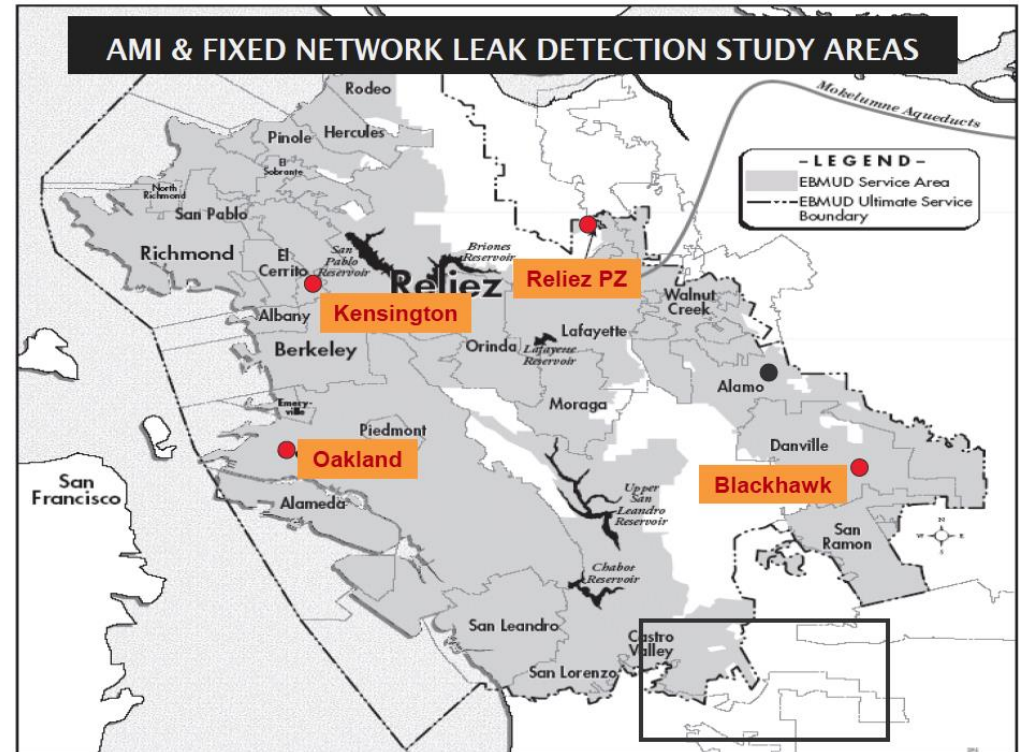 AMI & FIXED NETWORK LEAK DETECTION STUDY AREAS
Rodeo
Mokelumne Aqueducts
Pinole
Hercules
El
Sobrante
– L E G E N D –
EBMUD Service Area
EBMUD Ultimate Service
Boundary
North
Richmond
San Pablo
Richmond
El
Cerrito
San
Pablo
Reservoir
Briones
Reservoir
Reliez
Reliez PZ
Kensington
Walnut
Creek
Albany
Berkeley
Orinda
Lafayette
Lafayette
Reservoir
Alamo
Moraga
Emery-
ville
Piedmont
Oakland
Danville
Blackhawk
San
Francisco
Alameda
Upper
San
Leandro
Reservoir
San
Ramon
N
W
E
S
Chabot
Reservoir
San Leandro
Castro
Valley
San Lorenzo